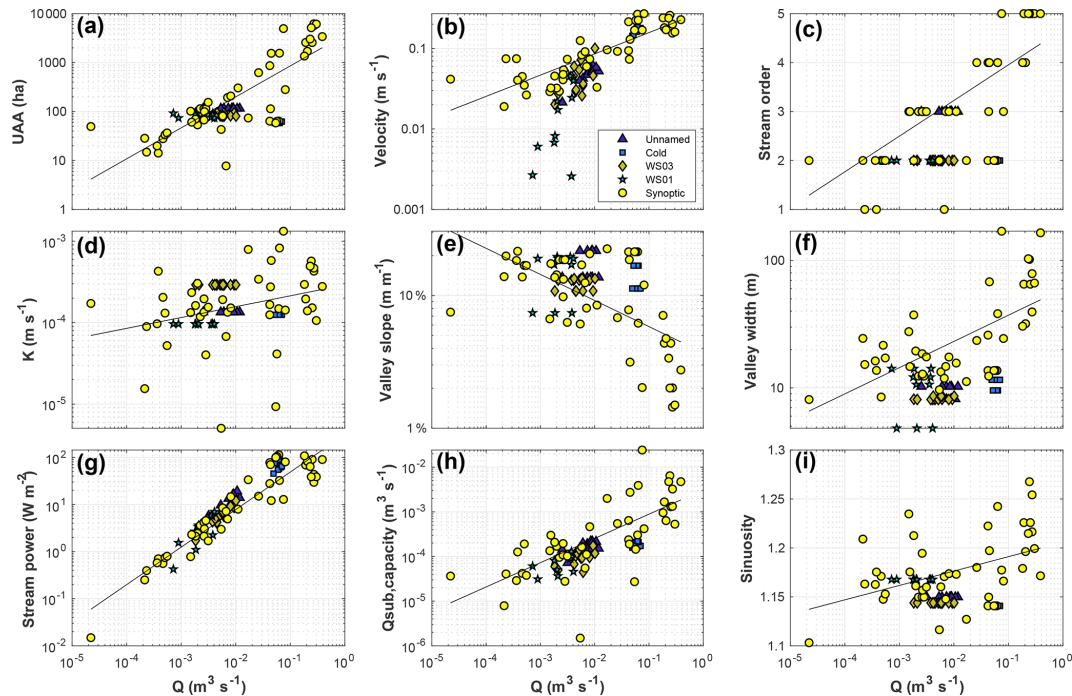 (a)
10000
1000
100
10
1
UAA (ha)
(b)
0.1
0.01
0.001
Velocity (m s⁻¹)
Unnamed
Cold
WS03
WS01
Synoptic
(c)
5
4
3
2
1
Stream order
(d)
10⁻³
10⁻⁴
10⁻⁵
K (m s⁻¹)
(e)
10 %
1 %
Valley slope (m m⁻¹)
(f)
100
10
Valley width (m)
(g)
10²
10¹
10⁰
10⁻¹
10⁻²
Stream power (W m⁻²)
10⁻⁵ 10⁻⁴ 10⁻³ 10⁻² 10⁻¹ 10⁰
Q (m³ s⁻¹)
(h)
10⁻²
10⁻³
10⁻⁴
10⁻⁵
10⁻⁶
Qsub,capacity (m³ s⁻¹)
10⁻⁵ 10⁻⁴ 10⁻³ 10⁻² 10⁻¹ 10⁰
Q (m³ s⁻¹)
(i)
1.3
1.25
1.2
1.15
1.1
Sinuosity
10⁻⁵ 10⁻⁴ 10⁻³ 10⁻² 10⁻¹ 10⁰
Q (m³ s⁻¹)